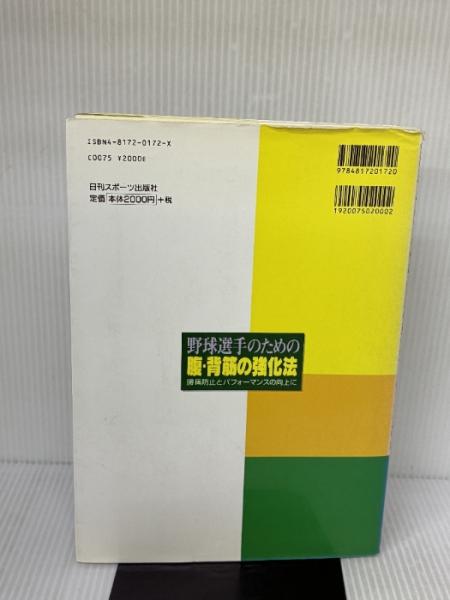 ISBN4-8172-0172-X
C0075 ¥2000E
日刊スポーツ出版社
定価[本体2000円]+税
9784817201720
1920075020002
野球選手のための
腹・背筋の強化法
腰痛防止とパフォーマンスの向上に